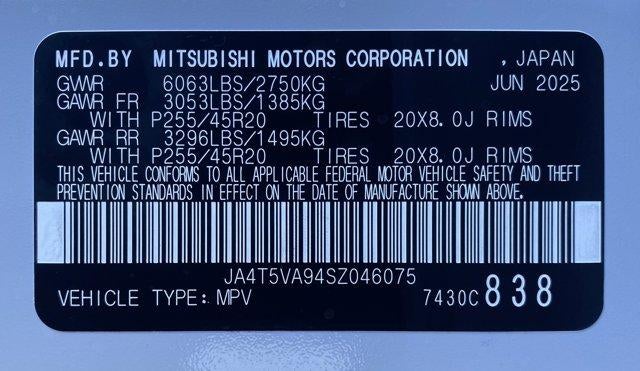 MFD.BY MITSUBISHI MOTORS CORPORATION , JAPAN
GVWR 6063LBS/2750KG JUN 2025
GAWR FR 3053LBS/1385KG
WITH P255/45R20 TIRES 20X8.0J RIMS
GAWR RR 3296LBS/1495KG
WITH P255/45R20 TIRES 20X8.0J RIMS
THIS VEHICLE CONFORMS TO ALL APPLICABLE FEDERAL MOTOR VEHICLE SAFETY AND THEFT
PREVENTION STANDARDS IN EFFECT ON THE DATE OF MANUFACTURE SHOWN ABOVE.
JA4T5VA94SZ046075
VEHICLE TYPE: MPV 7430C 838